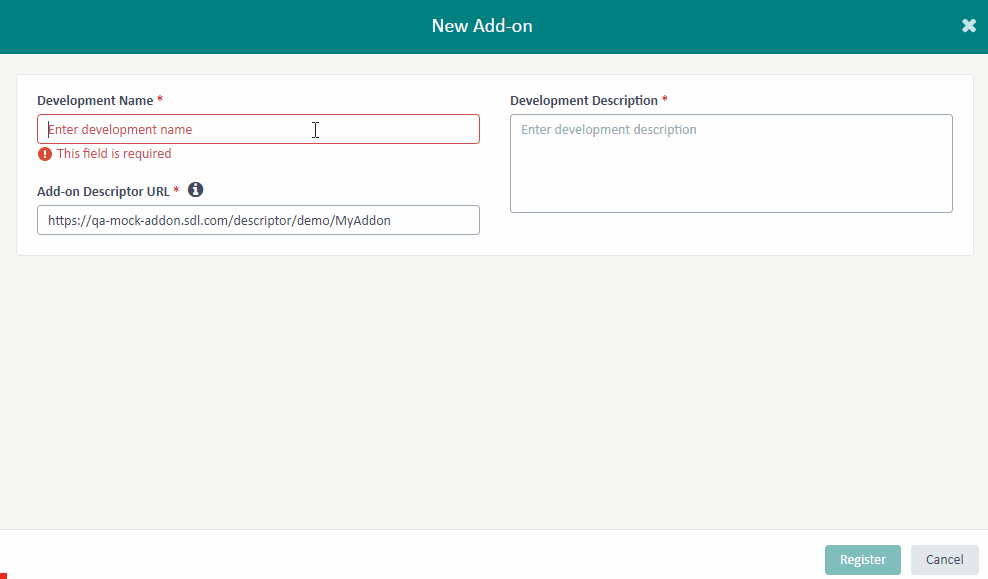 New Add-on
Development Name *
Enter development name
This field is required
Add-on Descriptor URL *
https://qa-mock-addon.sdl.com/descriptor/demo/MyAddon
Development Description *
Enter development description
Register
Cancel